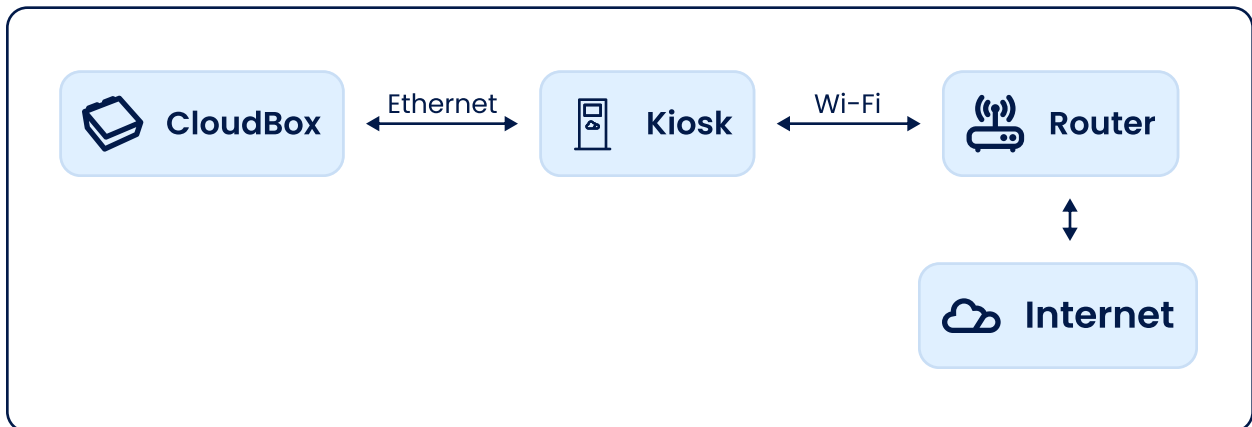 CloudBox
Ethernet
Kiosk
Wi-Fi
Router
Internet